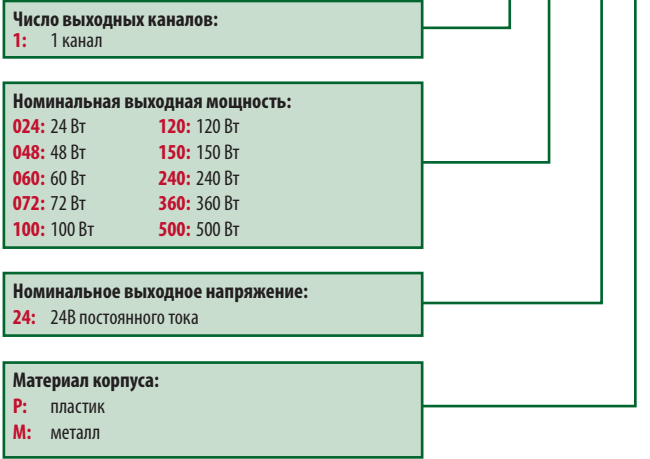 Число выходных каналов:
1: 1 канал
Номинальная выходная мощность:
024: 24 Вт 120: 120 Вт
048: 48 Вт 150: 150 Вт
060: 60 Вт 240: 240 Вт
072: 72 Вт 360: 360 Вт
100: 100 Вт 500: 500 Вт
Номинальное выходное напряжение:
24: 24В постоянного тока
Материал корпуса:
P: пластик
M: металл